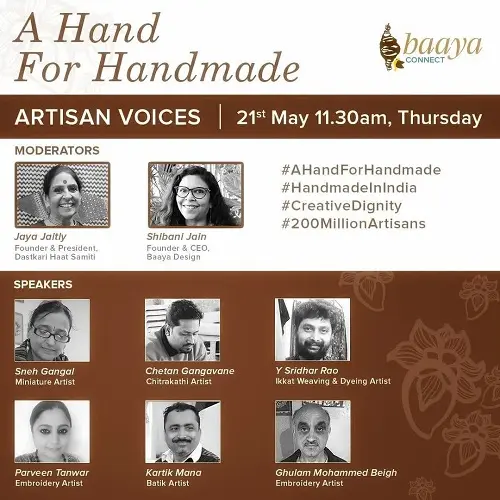 A Hand
For Handmade
baaya
CONNECT
ARTISAN VOICES | 21st May 11.30am, Thursday
MODERATORS
Jaya Jaitly
Founder & President,
Dastkari Haat Samiti
Shibani Jain
Founder & CEO,
Baaya Design
#AHandForHandmade
#HandmadeInIndia
#CreativeDignity
#200MillionArtisans
SPEAKERS
Sneh Gangal
Miniature Artist
Chetan Gangavane
Chitrakathi Artist
Y Sridhar Rao
Ikkat Weaving & Dyeing Artist
Parveen Tanwar
Embroidery Artist
Kartik Mana
Batik Artist
Ghulam Mohammed Beigh
Embroidery Artist